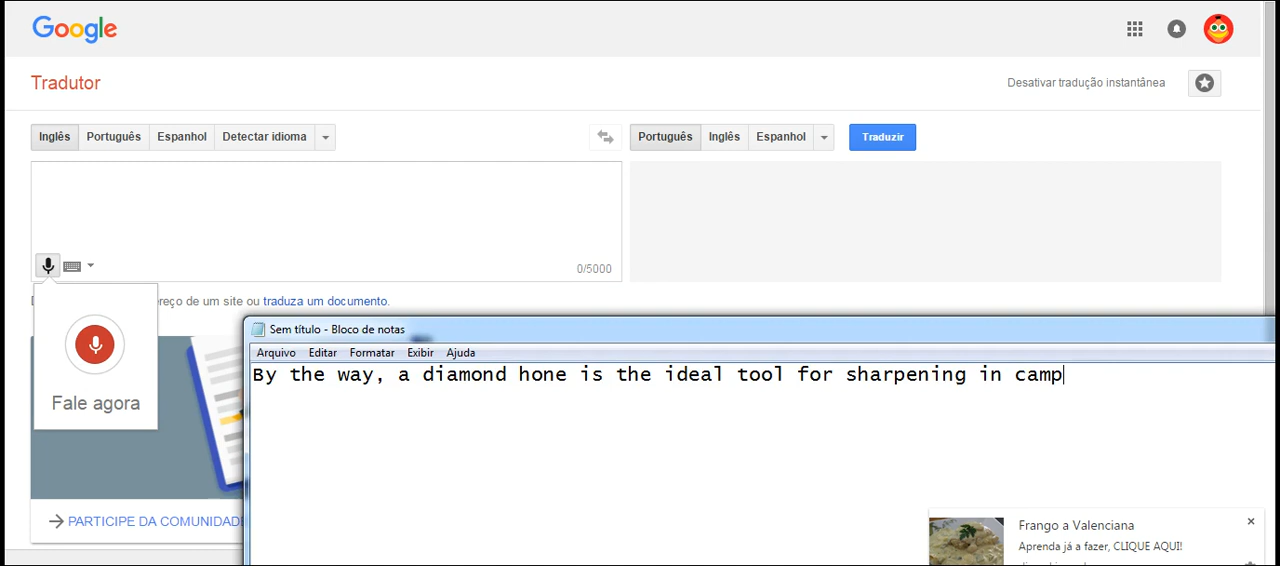 Google
Tradutor
Desativar tradução instantânea
Inglês Português Espanhol Detectar idioma
Português Inglês Espanhol Traduzir
0/5000
ereço de um site ou traduza um documento.
Fale agora
PARTICIPE DA COMUNIDADE
Sem título - Bloco de notas
Arquivo Editar Formatar Exibir Ajuda
By the way, a diamond hone is the ideal tool for sharpening in camp
Frango a Valenciana
Aprenda já a fazer, CLIQUE AQUI!